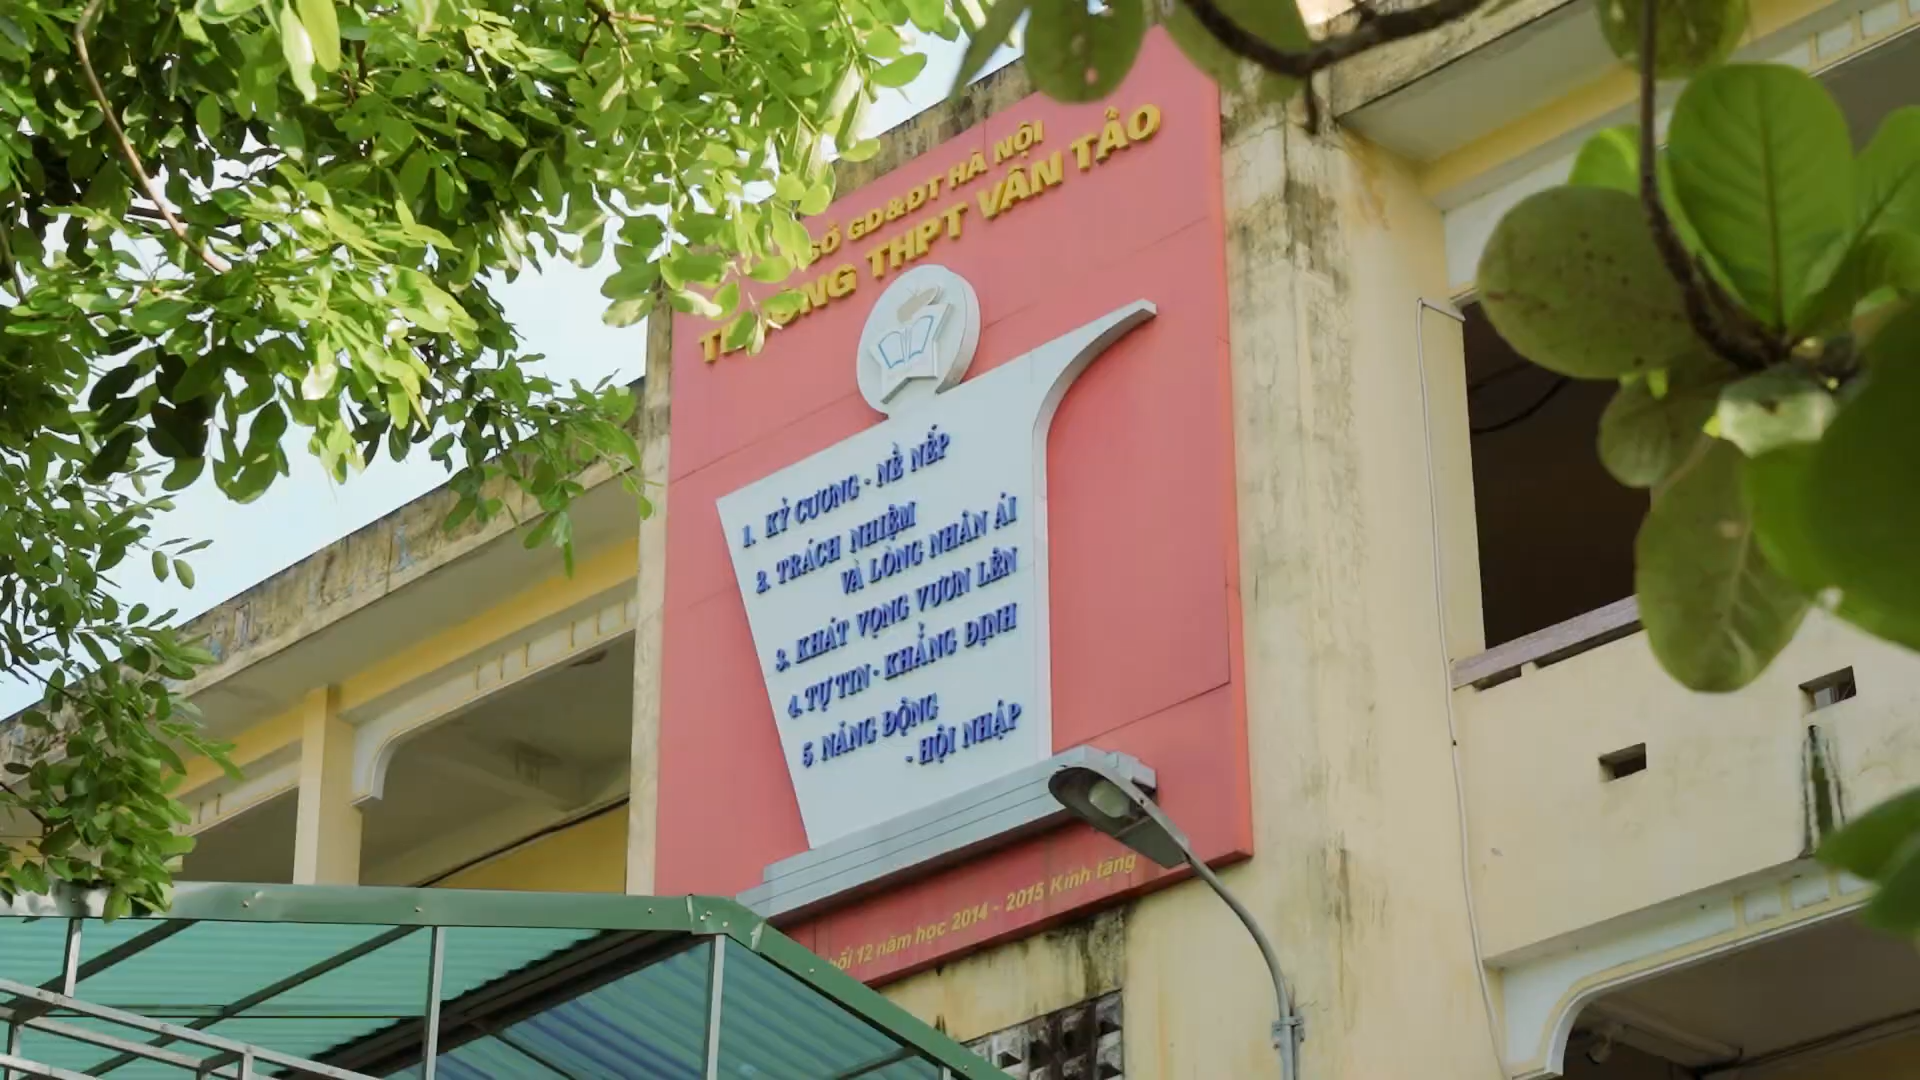 SỞ GD&ĐT HÀ NỘI
TRƯỜNG THPT VÂN TẢO
1. KỶ CƯƠNG - NỀ NẾP
2. TRÁCH NHIỆM
VÀ LÒNG NHÂN ÁI
3. KHÁT VỌNG VƯƠN LÊN
4. TỰ TIN - KHẲNG ĐỊNH
5. NĂNG ĐỘNG
- HỘI NHẬP
12 năm học 2014 - 2015 Kính tặng